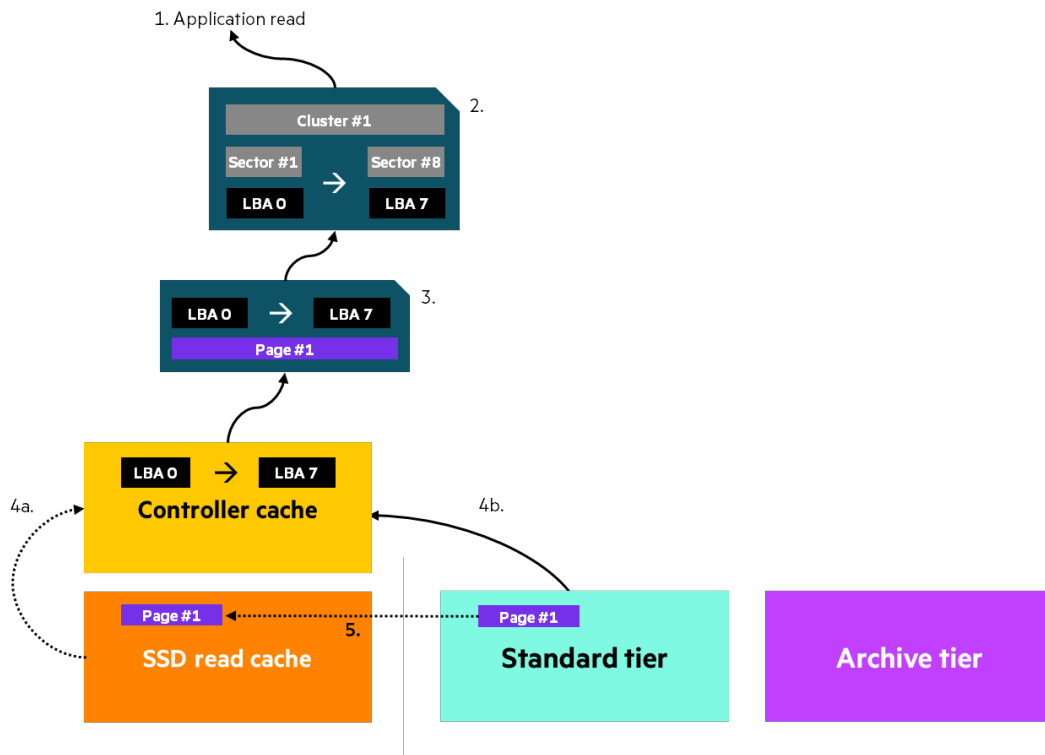 1. Application read
2.
Cluster #1
Sector #1 → Sector #8
LBA 0 LBA 7
3.
LBA 0 → LBA 7
Page #1
LBA 0 → LBA 7
4a.
Controller cache
4b.
Page #1
5.
Page #1
SSD read cache
Standard tier
Archive tier